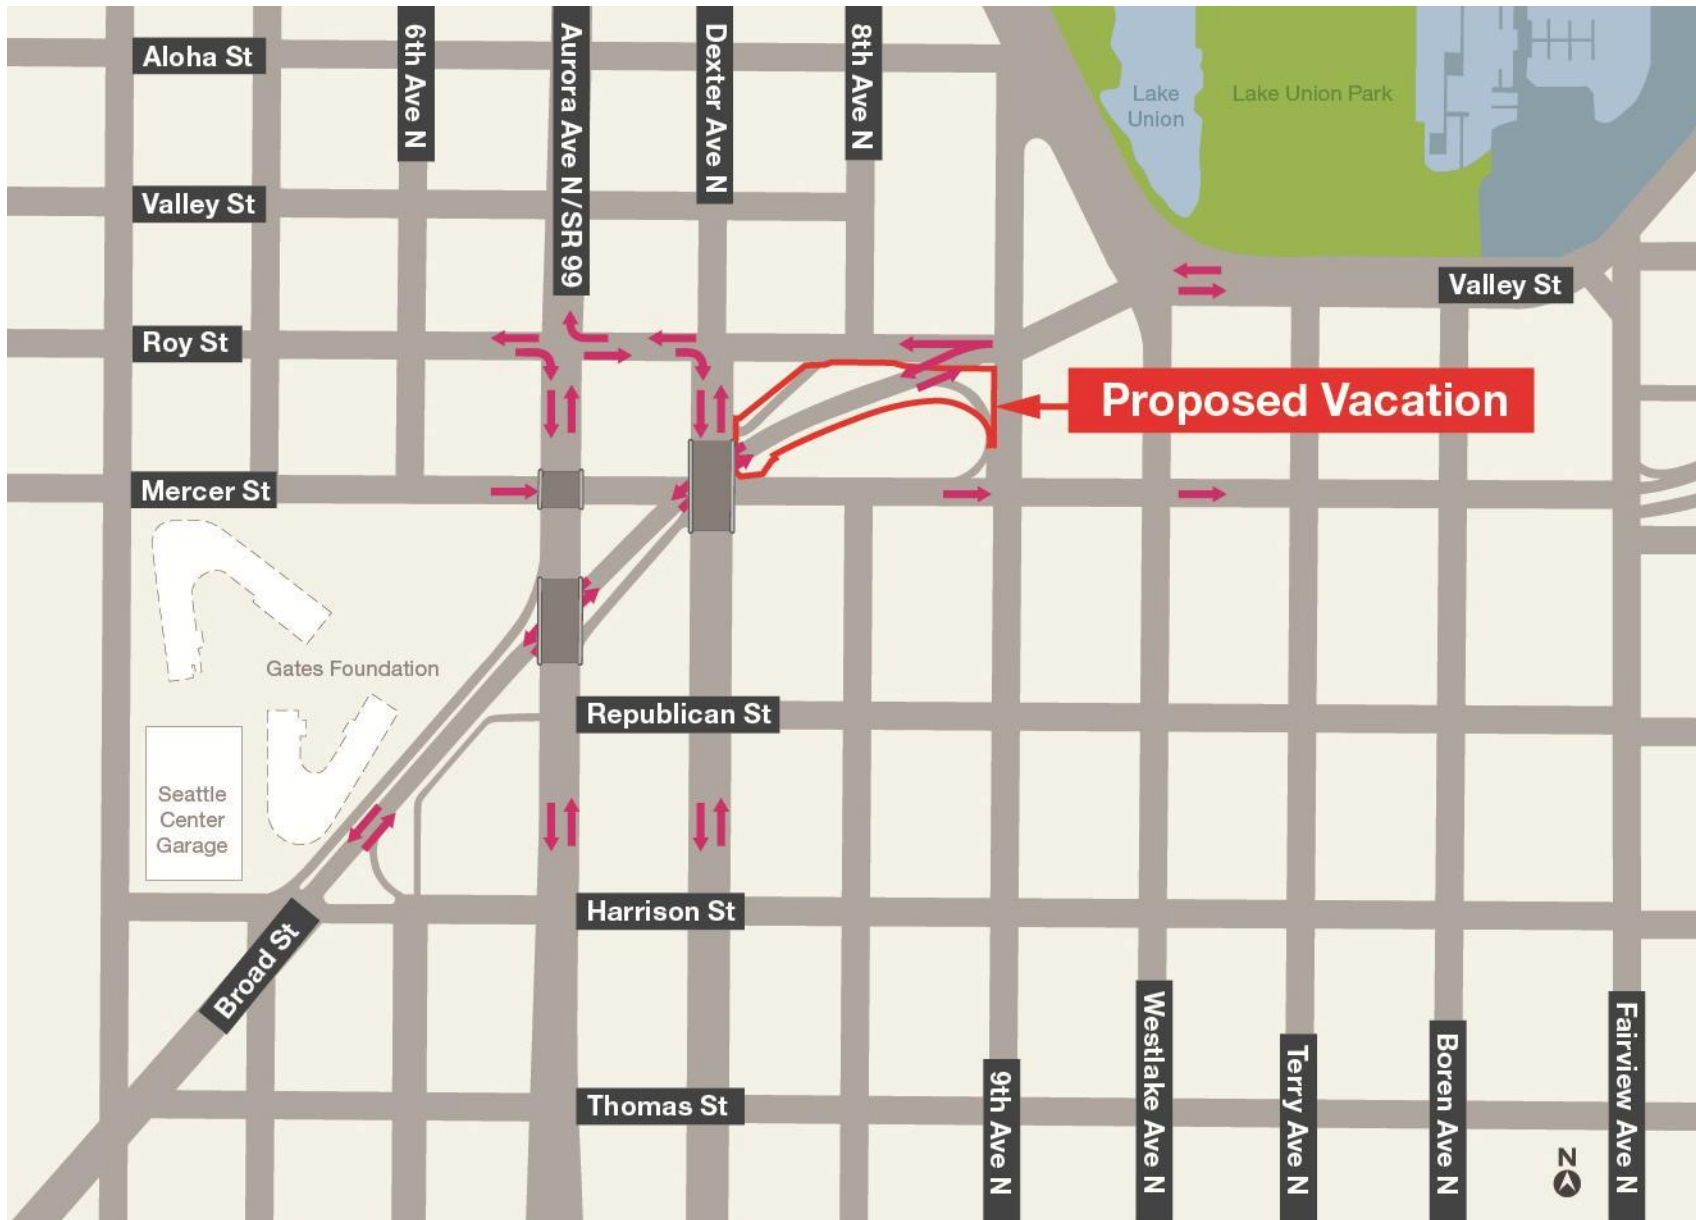 Aloha St
6th Ave N
Aurora Ave N/SR 99
Dexter Ave N
8th Ave N
Lake
Union
Lake Union Park
Valley St
Valley St
Roy St
Proposed Vacation
Mercer St
Gates Foundation
Republican St
Seattle
Center
Garage
Harrison St
Broad St
Thomas St
9th Ave N
Westlake Ave N
Terry Ave N
Boren Ave N
Fairview Ave N
N